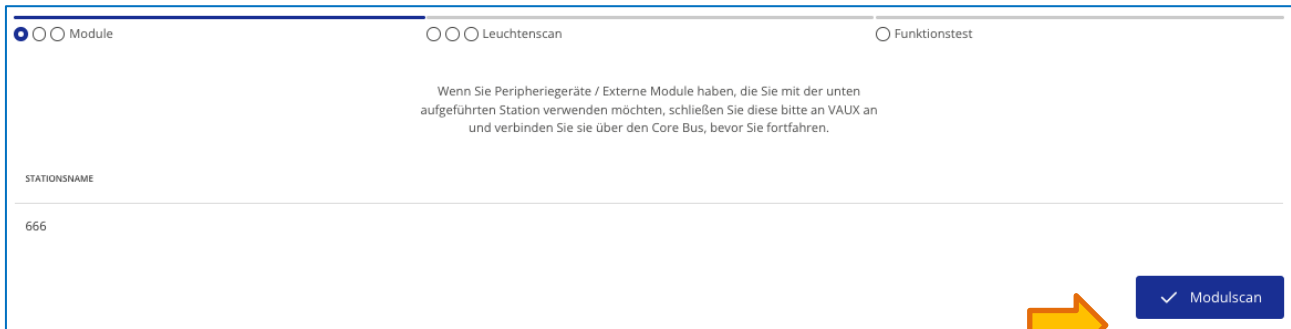 Module
Leuchtenscan
Funktionstest
Wenn Sie Peripheriegeräte / Externe Module haben, die Sie mit der unten
aufgeführten Station verwenden möchten, schließen Sie diese bitte an VAUX an
und verbinden Sie sie über den Core Bus, bevor Sie fortfahren.
STATIONSNAME
666
Modulscan